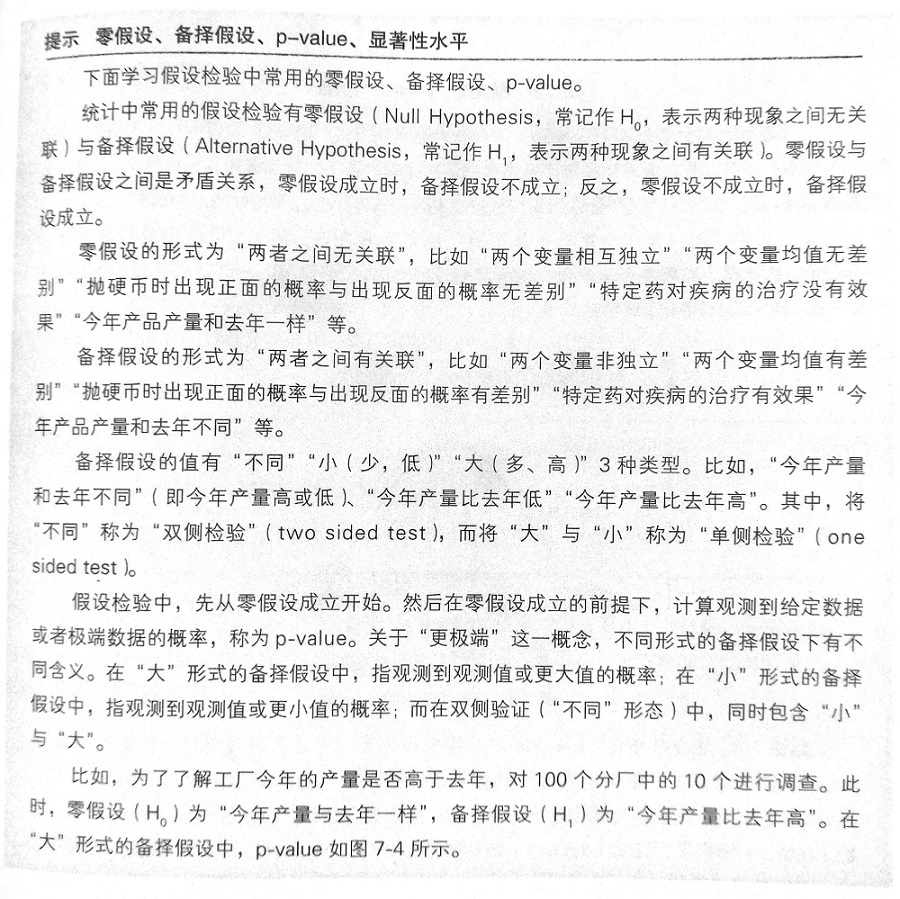 提示 零假设、备择假设、p-value、显著性水平
下面学习假设检验中常用的零假设、备择假设、p-value。
统计中常用的假设检验有零假设（Null Hypothesis，常记作 H₀，表示两种现象之间无关
联）与备择假设（Alternative Hypothesis，常记作 H₁，表示两种现象之间有关联）。零假设与
备择假设之间是矛盾关系，零假设成立时，备择假设不成立；反之，零假设不成立时，备择假
设成立。
零假设的形式为“两者之间无关联”，比如“两个变量相互独立”“两个变量均值无差
别”“抛硬币时出现正面的概率与出现反面的概率无差别”“特定药对疾病的治疗没有效
果”“今年产品产量和去年一样”等。
备择假设的形式为“两者之间有关联”，比如“两个变量非独立”“两个变量均值有差
别”“抛硬币时出现正面的概率与出现反面的概率有差别”“特定药对疾病的治疗有效果”“今
年产品产量和去年不同”等。
备择假设的值有“不同”“小（少，低）”“大（多、高）”3 种类型。比如，“今年产量
和去年不同”（即今年产量高或低）、“今年产量比去年低”“今年产量比去年高”。其中，将
“不同”称为“双侧检验”（two sided test），而将“大”与“小”称为“单侧检验”（one
sided test）。
假设检验中，先从零假设成立开始。然后在零假设成立的前提下，计算观测到给定数据
或者极端数据的概率，称为 p-value。关于“更极端”这一概念，不同形式的备择假设下有不
同含义。在“大”形式的备择假设中，指观测到观测值或更大值的概率；在“小”形式的备择
假设中，指观测到观测值或更小值的概率；而在双侧验证（“不同”形态）中，同时包含“小”
与“大”。
比如，为了了解工厂今年的产量是否高于去年，对 100 个分厂中的 10 个进行调查。此
时，零假设（H₀）为“今年产量与去年一样”，备择假设（H₁）为“今年产量比去年高”。在
“大”形式的备择假设中，p-value 如图 7-4 所示。